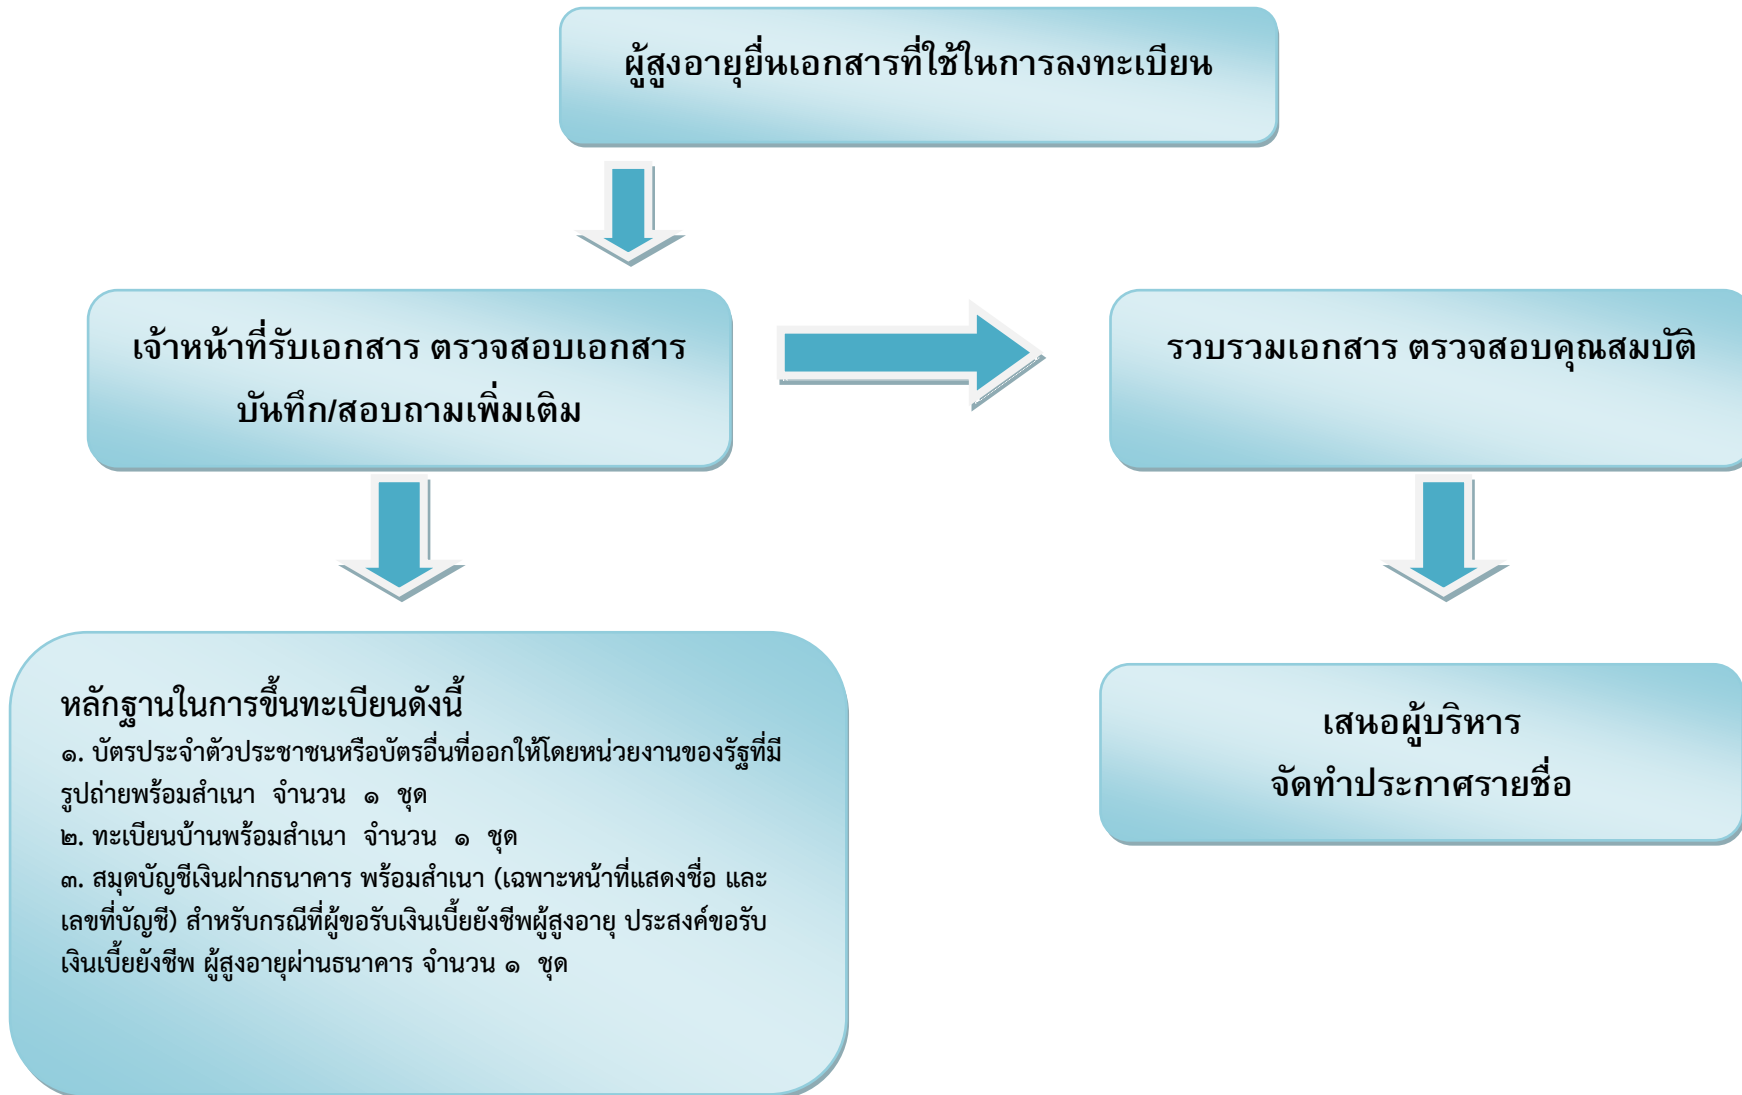 ผู้สูงอายุยื่นเอกสารที่ใช้ในการลงทะเบียน
เจ้าหน้าที่รับเอกสาร ตรวจสอบเอกสาร
บันทึก/สอบถามเพิ่มเติม
รวบรวมเอกสาร ตรวจสอบคุณสมบัติ
หลักฐานในการขึ้นทะเบียนดังนี้
๑. บัตรประจำตัวประชาชนหรือบัตรอื่นที่ออกให้โดยหน่วยงานของรัฐที่มี
รูปถ่ายพร้อมสำเนา จำนวน ๑ ชุด
๒. ทะเบียนบ้านพร้อมสำเนา จำนวน ๑ ชุด
๓. สมุดบัญชีเงินฝากธนาคาร พร้อมสำเนา (เฉพาะหน้าที่แสดงชื่อ และ
เลขที่บัญชี) สำหรับกรณีที่ผู้ขอรับเงินเบี้ยยังชีพผู้สูงอายุ ประสงค์ขอรับ
เงินเบี้ยยังชีพ ผู้สูงอายุผ่านธนาคาร จำนวน ๑ ชุด
เสนอผู้บริหาร
จัดทำประกาศรายชื่อ